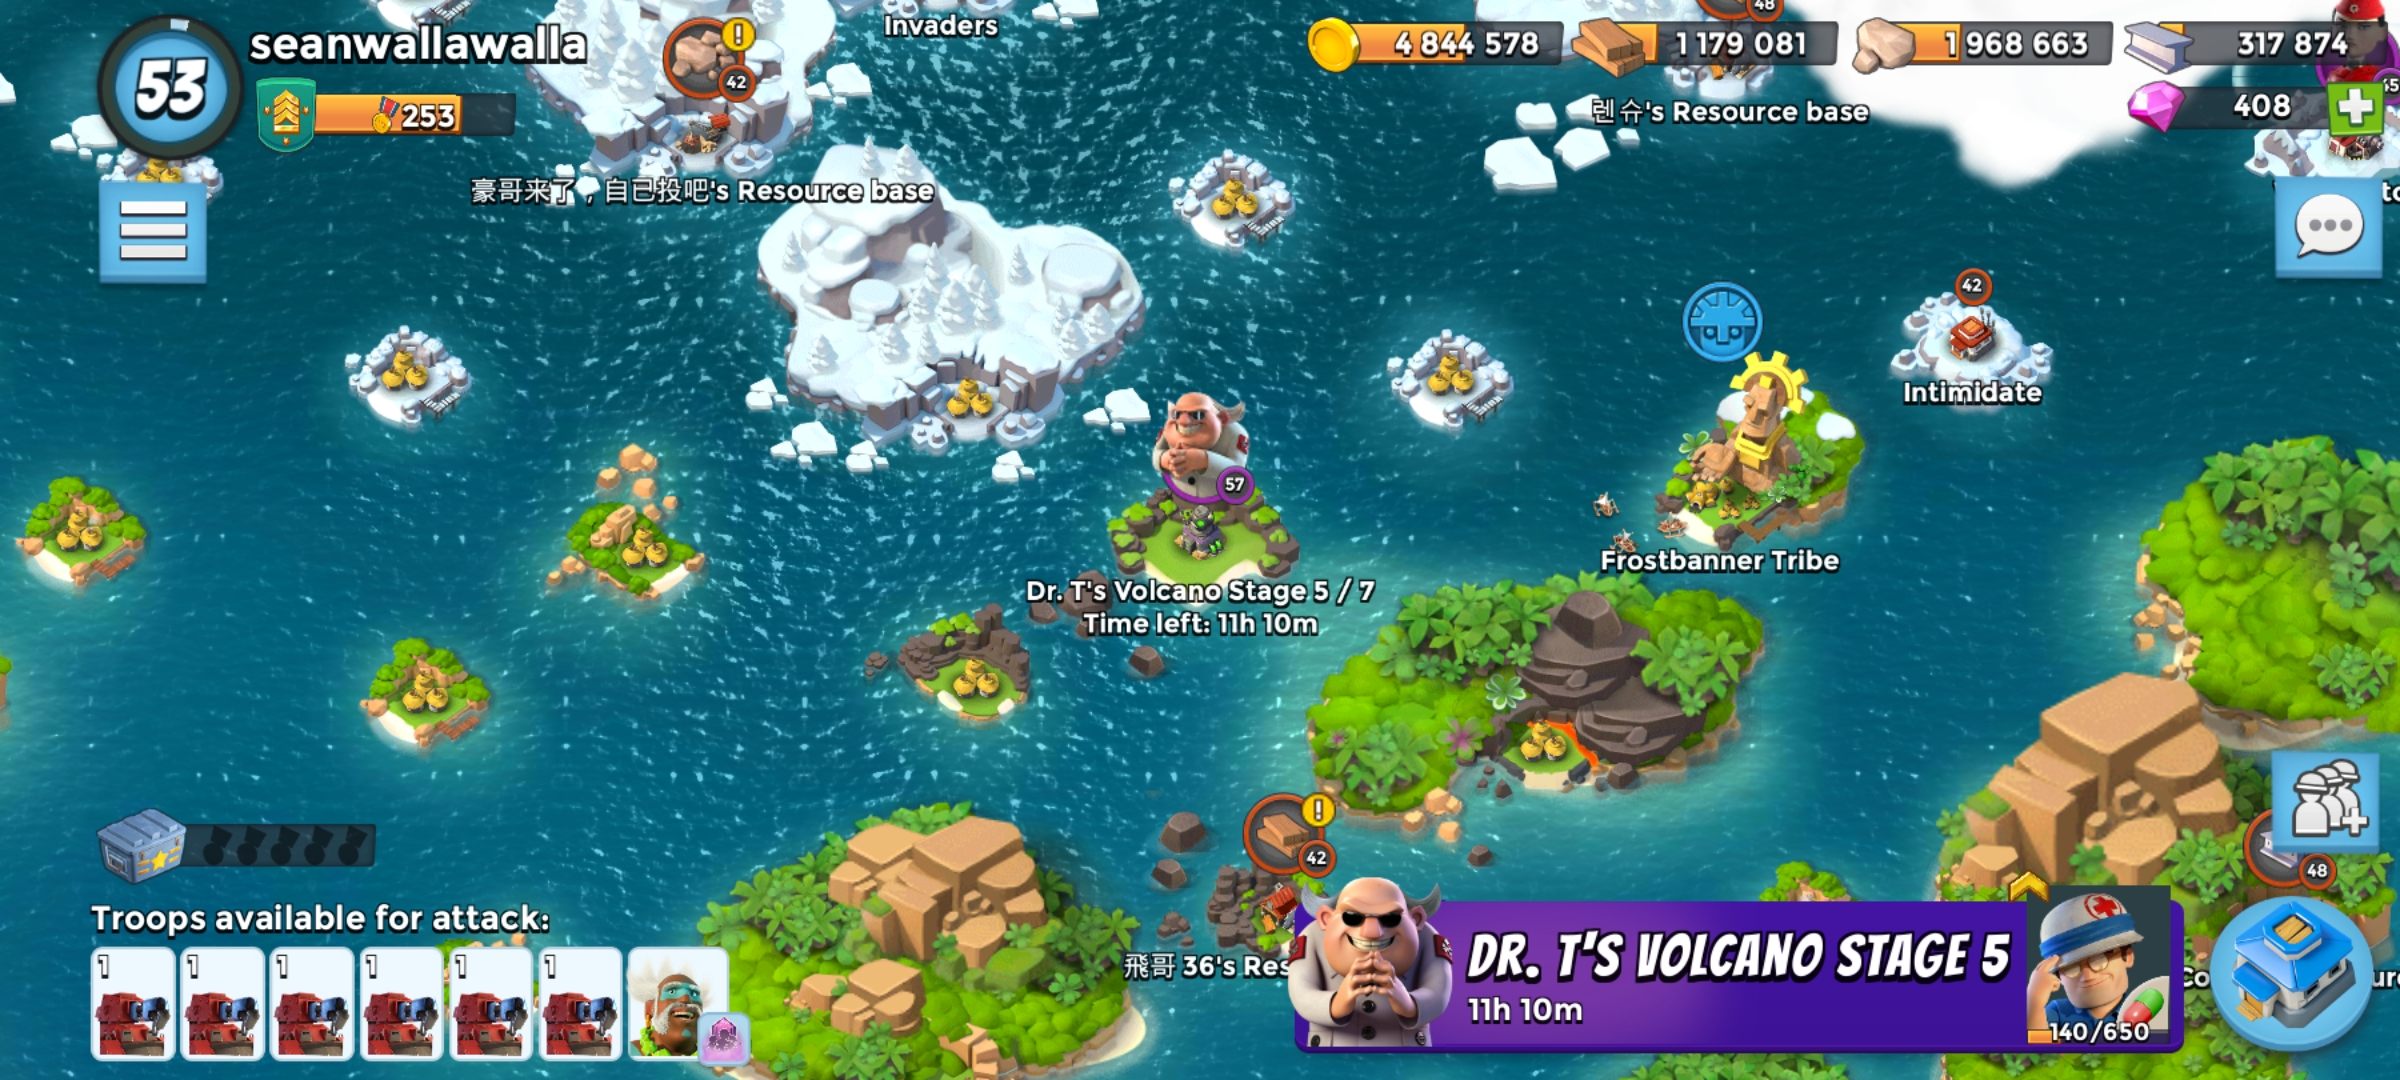 Invaders
48
53
seanwallawalla
253
42
4 844 578
1 179 081
1 968 663
317 874
408
렌슈's Resource base
豪哥来了，自已投吧's Resource base
42
Intimidate
57
Frostbanner Tribe
Dr. T's Volcano Stage 5 / 7
Time left: 11h 10m
42
48
飛哥 36's Res
Troops available for attack:
1 1 1 1 1 1
DR. T'S VOLCANO STAGE 5
11h 10m
140/650